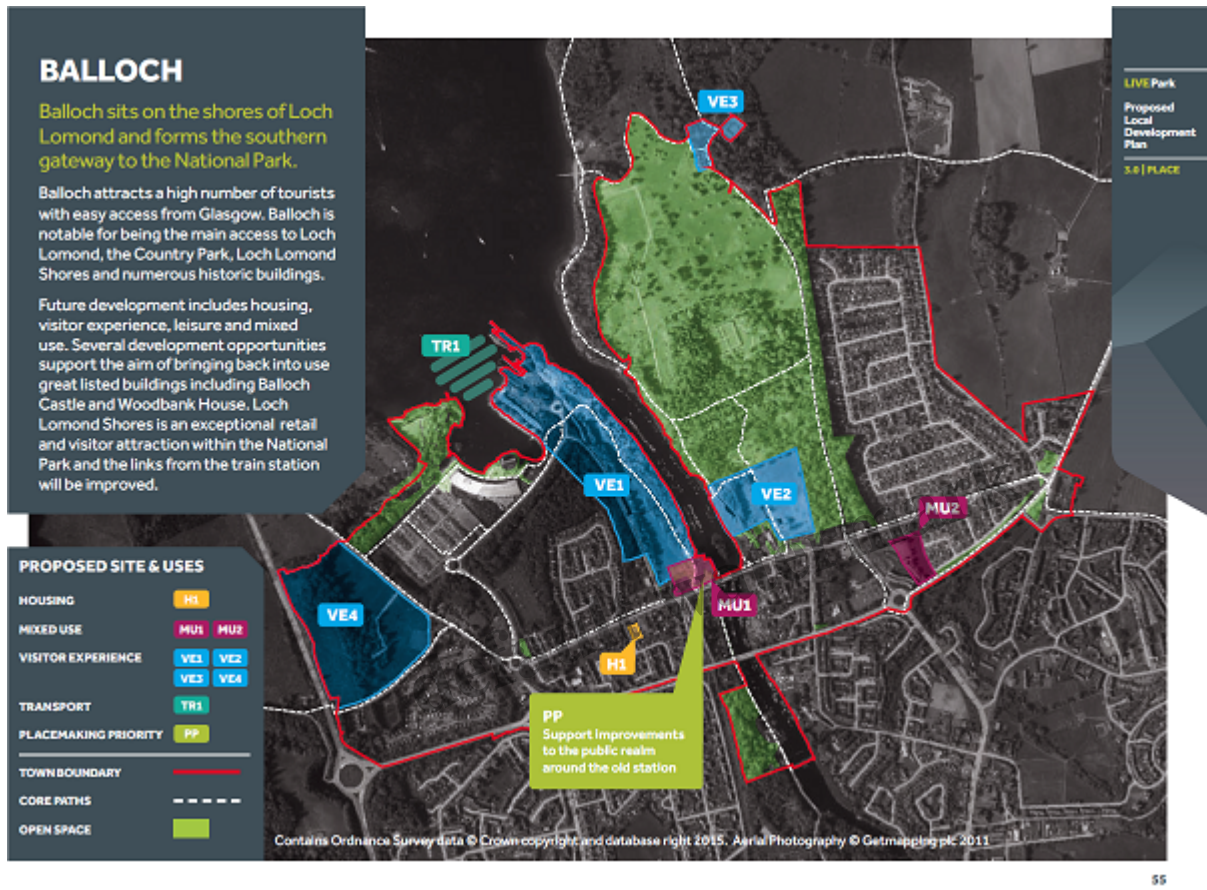 BALLOCH
Balloch sits on the shores of Loch
Lomond and forms the southern
gateway to the National Park.
Balloch attracts a high number of tourists
with easy access from Glasgow. Balloch is
notable for being the main access to Loch
Lomond, the Country Park, Loch Lomond
Shores and numerous historic buildings.
Future development includes housing,
visitor experience, leisure and mixed
use. Several development opportunities
support the aim of bringing back into use
great listed buildings including Balloch
Castle and Woodbank House. Loch
Lomond Shores is an exceptional retail
and visitor attraction within the National
Park and the links from the train station
will be improved.
PROPOSED SITE & USES
HOUSING H1
MIXED USE MU1 MU2
VISITOR EXPERIENCE VE1 VE2
VE3 VE4
TRANSPORT TR1
PLACEMAKING PRIORITY PP
TOWN BOUNDARY
CORE PATHS
OPEN SPACE
VE3
TR1
VE1
VE2
MU2
VE4
MU1
H1
PP
Support improvements
to the public realm
around the old station
Contains Ordnance Survey data © Crown copyright and database right 2015. Aerial Photography © Getmapping plc 2011
LIVE Park
Proposed
Local
Development
Plan
3.0 | PLACE
55